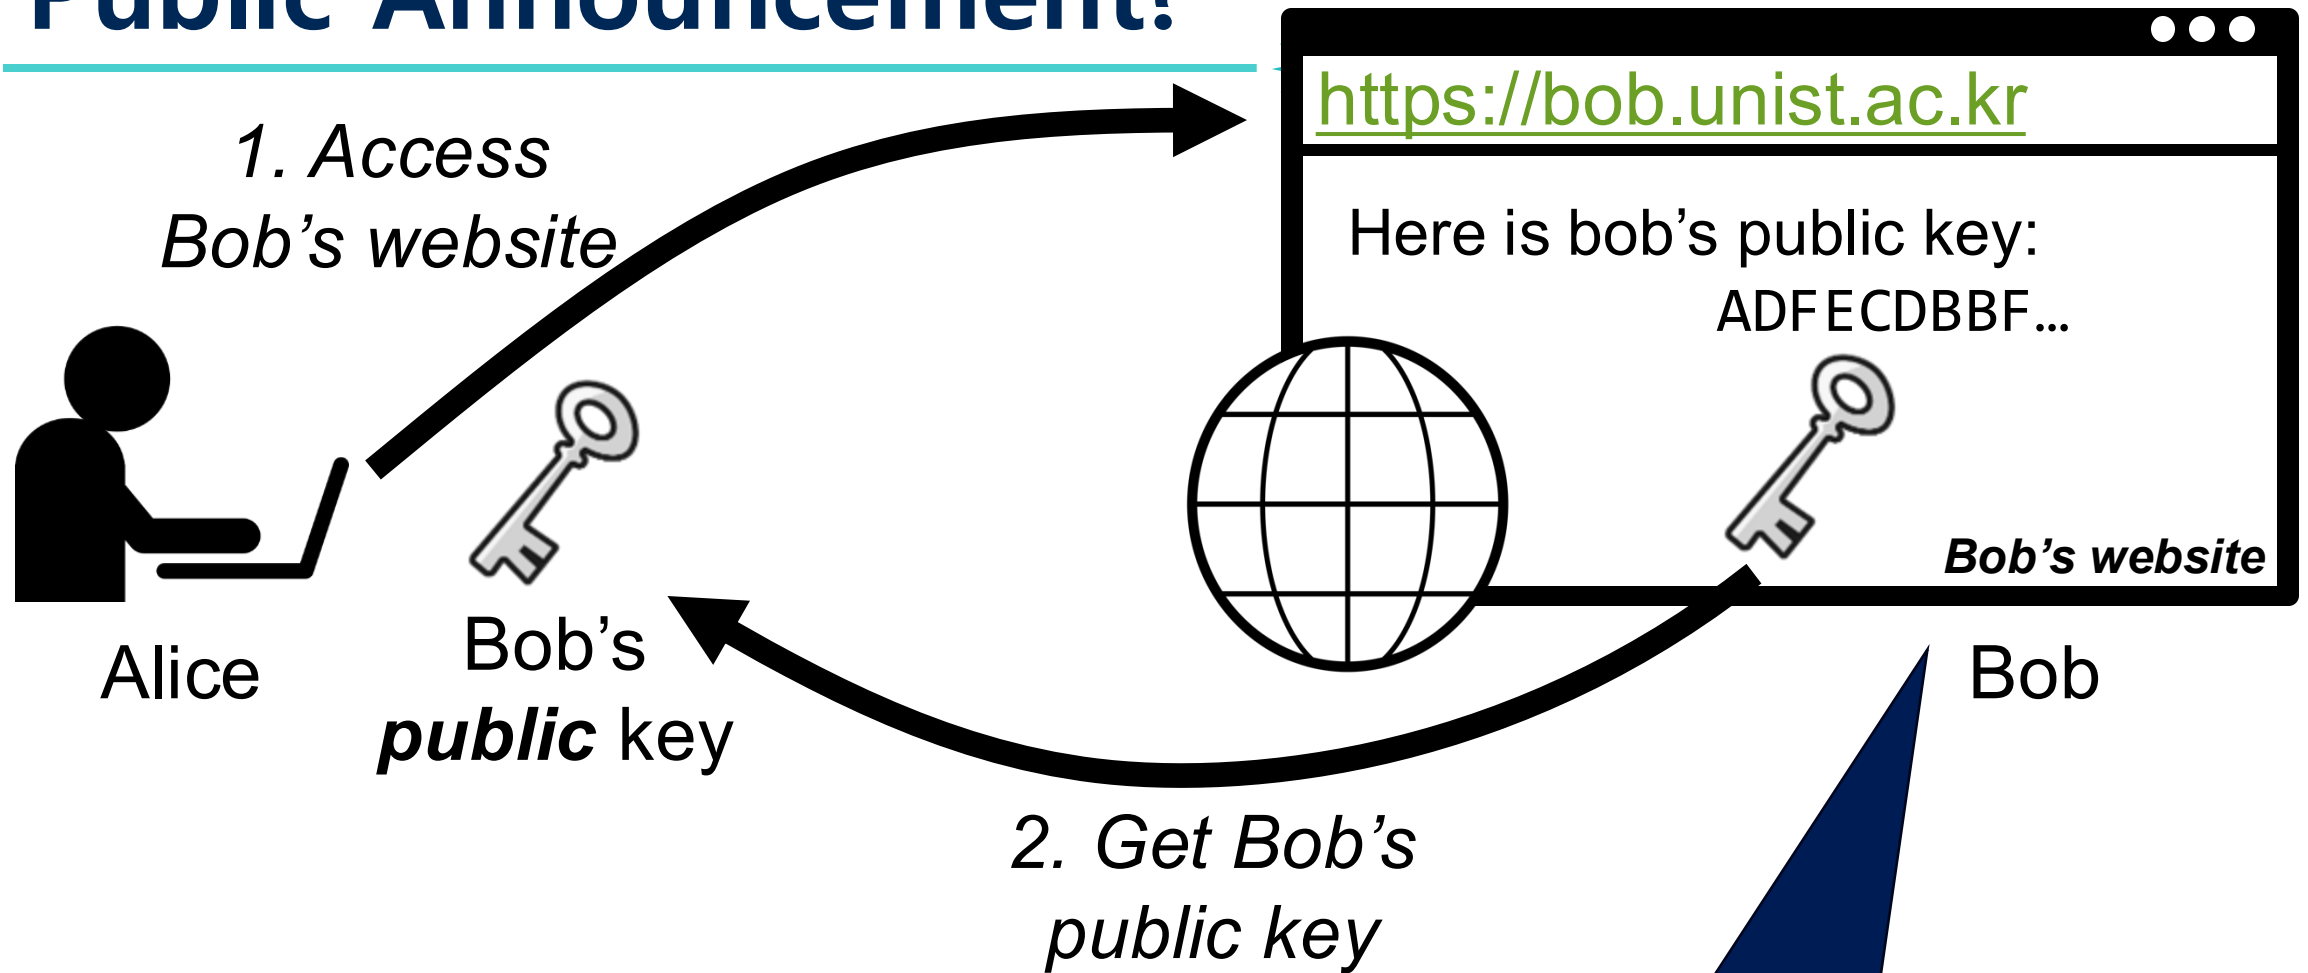 Public Announcement?
1. Access
Bob’s website
https://bob.unist.ac.kr
Here is bob’s public key:
ADFECDBBF…
Bob’s website
Alice
Bob’s
public key
Bob
2. Get Bob’s
public key